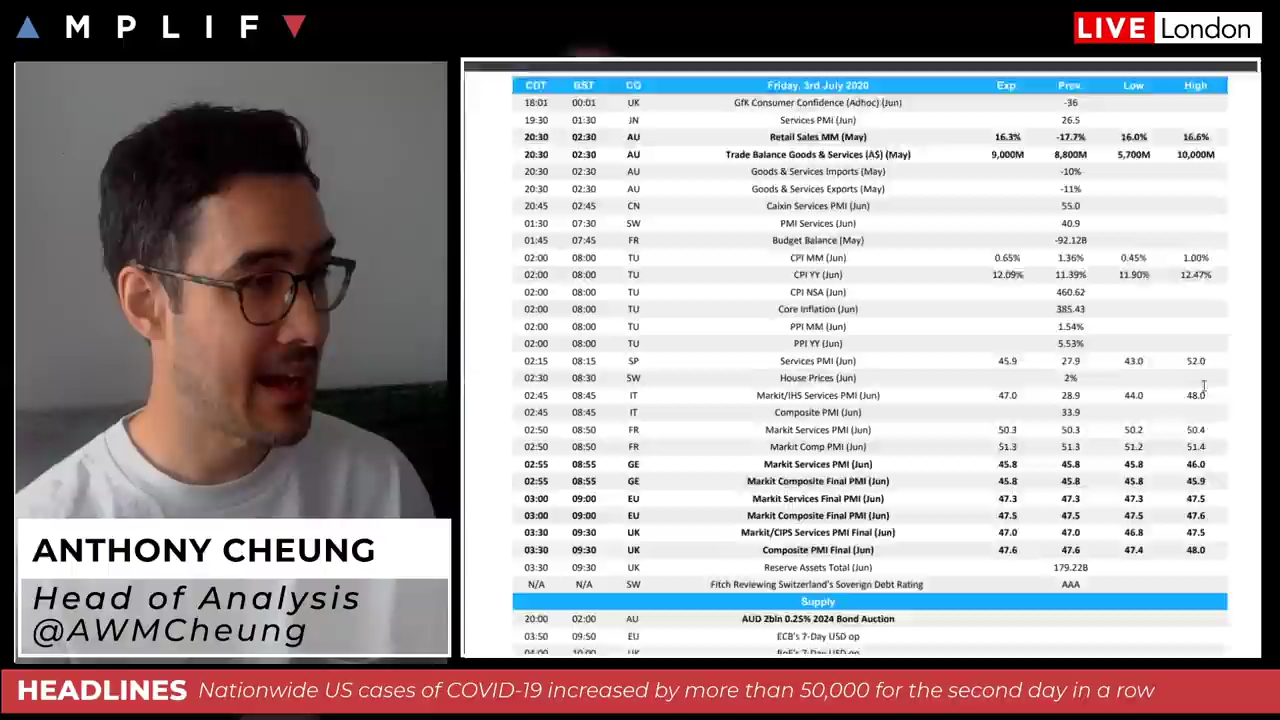 AMPLIFY
LIVE London
CDT BST CO Friday, 3rd July 2020 Exp Prev Low High
18:01 00:01 UK GfK Consumer Confidence (Adhoc) (Jun) -36
19:30 01:30 JN Services PMI (Jun) 26.5
20:30 02:30 AU Retail Sales MM (May) 16.3% -17.7% 16.0% 16.6%
20:30 02:30 AU Trade Balance Goods & Services (A$) (May) 9,000M 8,800M 5,700M 10,000M
20:30 02:30 AU Goods & Services Imports (May) -10%
20:30 02:30 AU Goods & Services Exports (May) -11%
20:45 02:45 CN Caixin Services PMI (Jun) 55.0
01:30 07:30 SW PMI Services (Jun) 40.9
01:45 07:45 FR Budget Balance (May) -92.12B
02:00 08:00 TU CPI MM (Jun) 0.65% 1.36% 0.45% 1.00%
02:00 08:00 TU CPI YY (Jun) 12.09% 11.39% 11.90% 12.47%
02:00 08:00 TU CPI NSA (Jun) 460.62
02:00 08:00 TU Core Inflation (Jun) 385.43
02:00 08:00 TU PPI MM (Jun) 1.54%
02:00 08:00 TU PPI YY (Jun) 5.53%
02:15 08:15 SP Services PMI (Jun) 45.9 27.9 43.0 52.0
02:30 08:30 SW House Prices (Jun) 2%
02:45 08:45 IT Markit/IHS Services PMI (Jun) 47.0 28.9 44.0 48.0
02:45 08:45 IT Composite PMI (Jun) 33.9
02:50 08:50 FR Markit Services PMI (Jun) 50.3 50.3 50.2 50.4
02:50 08:50 FR Markit Comp PMI (Jun) 51.3 51.3 51.2 51.4
02:55 08:55 GE Markit Services PMI (Jun) 45.8 45.8 45.8 46.0
02:55 08:55 GE Markit Composite Final PMI (Jun) 45.8 45.8 45.8 45.9
03:00 09:00 EU Markit Services Final PMI (Jun) 47.3 47.3 47.3 47.5
03:00 09:00 EU Markit Composite Final PMI (Jun) 47.5 47.5 47.5 47.6
03:30 09:30 UK Markit/CIPS Services PMI Final (Jun) 47.0 47.0 46.8 47.5
03:30 09:30 UK Composite PMI Final (Jun) 47.6 47.6 47.4 48.0
03:30 09:30 UK Reserve Assets Total (Jun) 179.22B
N/A N/A SW Fitch Reviewing Switzerland's Soverign Debt Rating AAA
Supply
20:00 02:00 AU AUD 2bln 0.25% 2024 Bond Auction
03:50 09:50 EU ECB's 7-Day USD op
04:00 10:00 UK BoE's 7-Day USD op
ANTHONY CHEUNG
Head of Analysis
@AWMCheung
HEADLINES Nationwide US cases of COVID-19 increased by more than 50,000 for the second day in a row